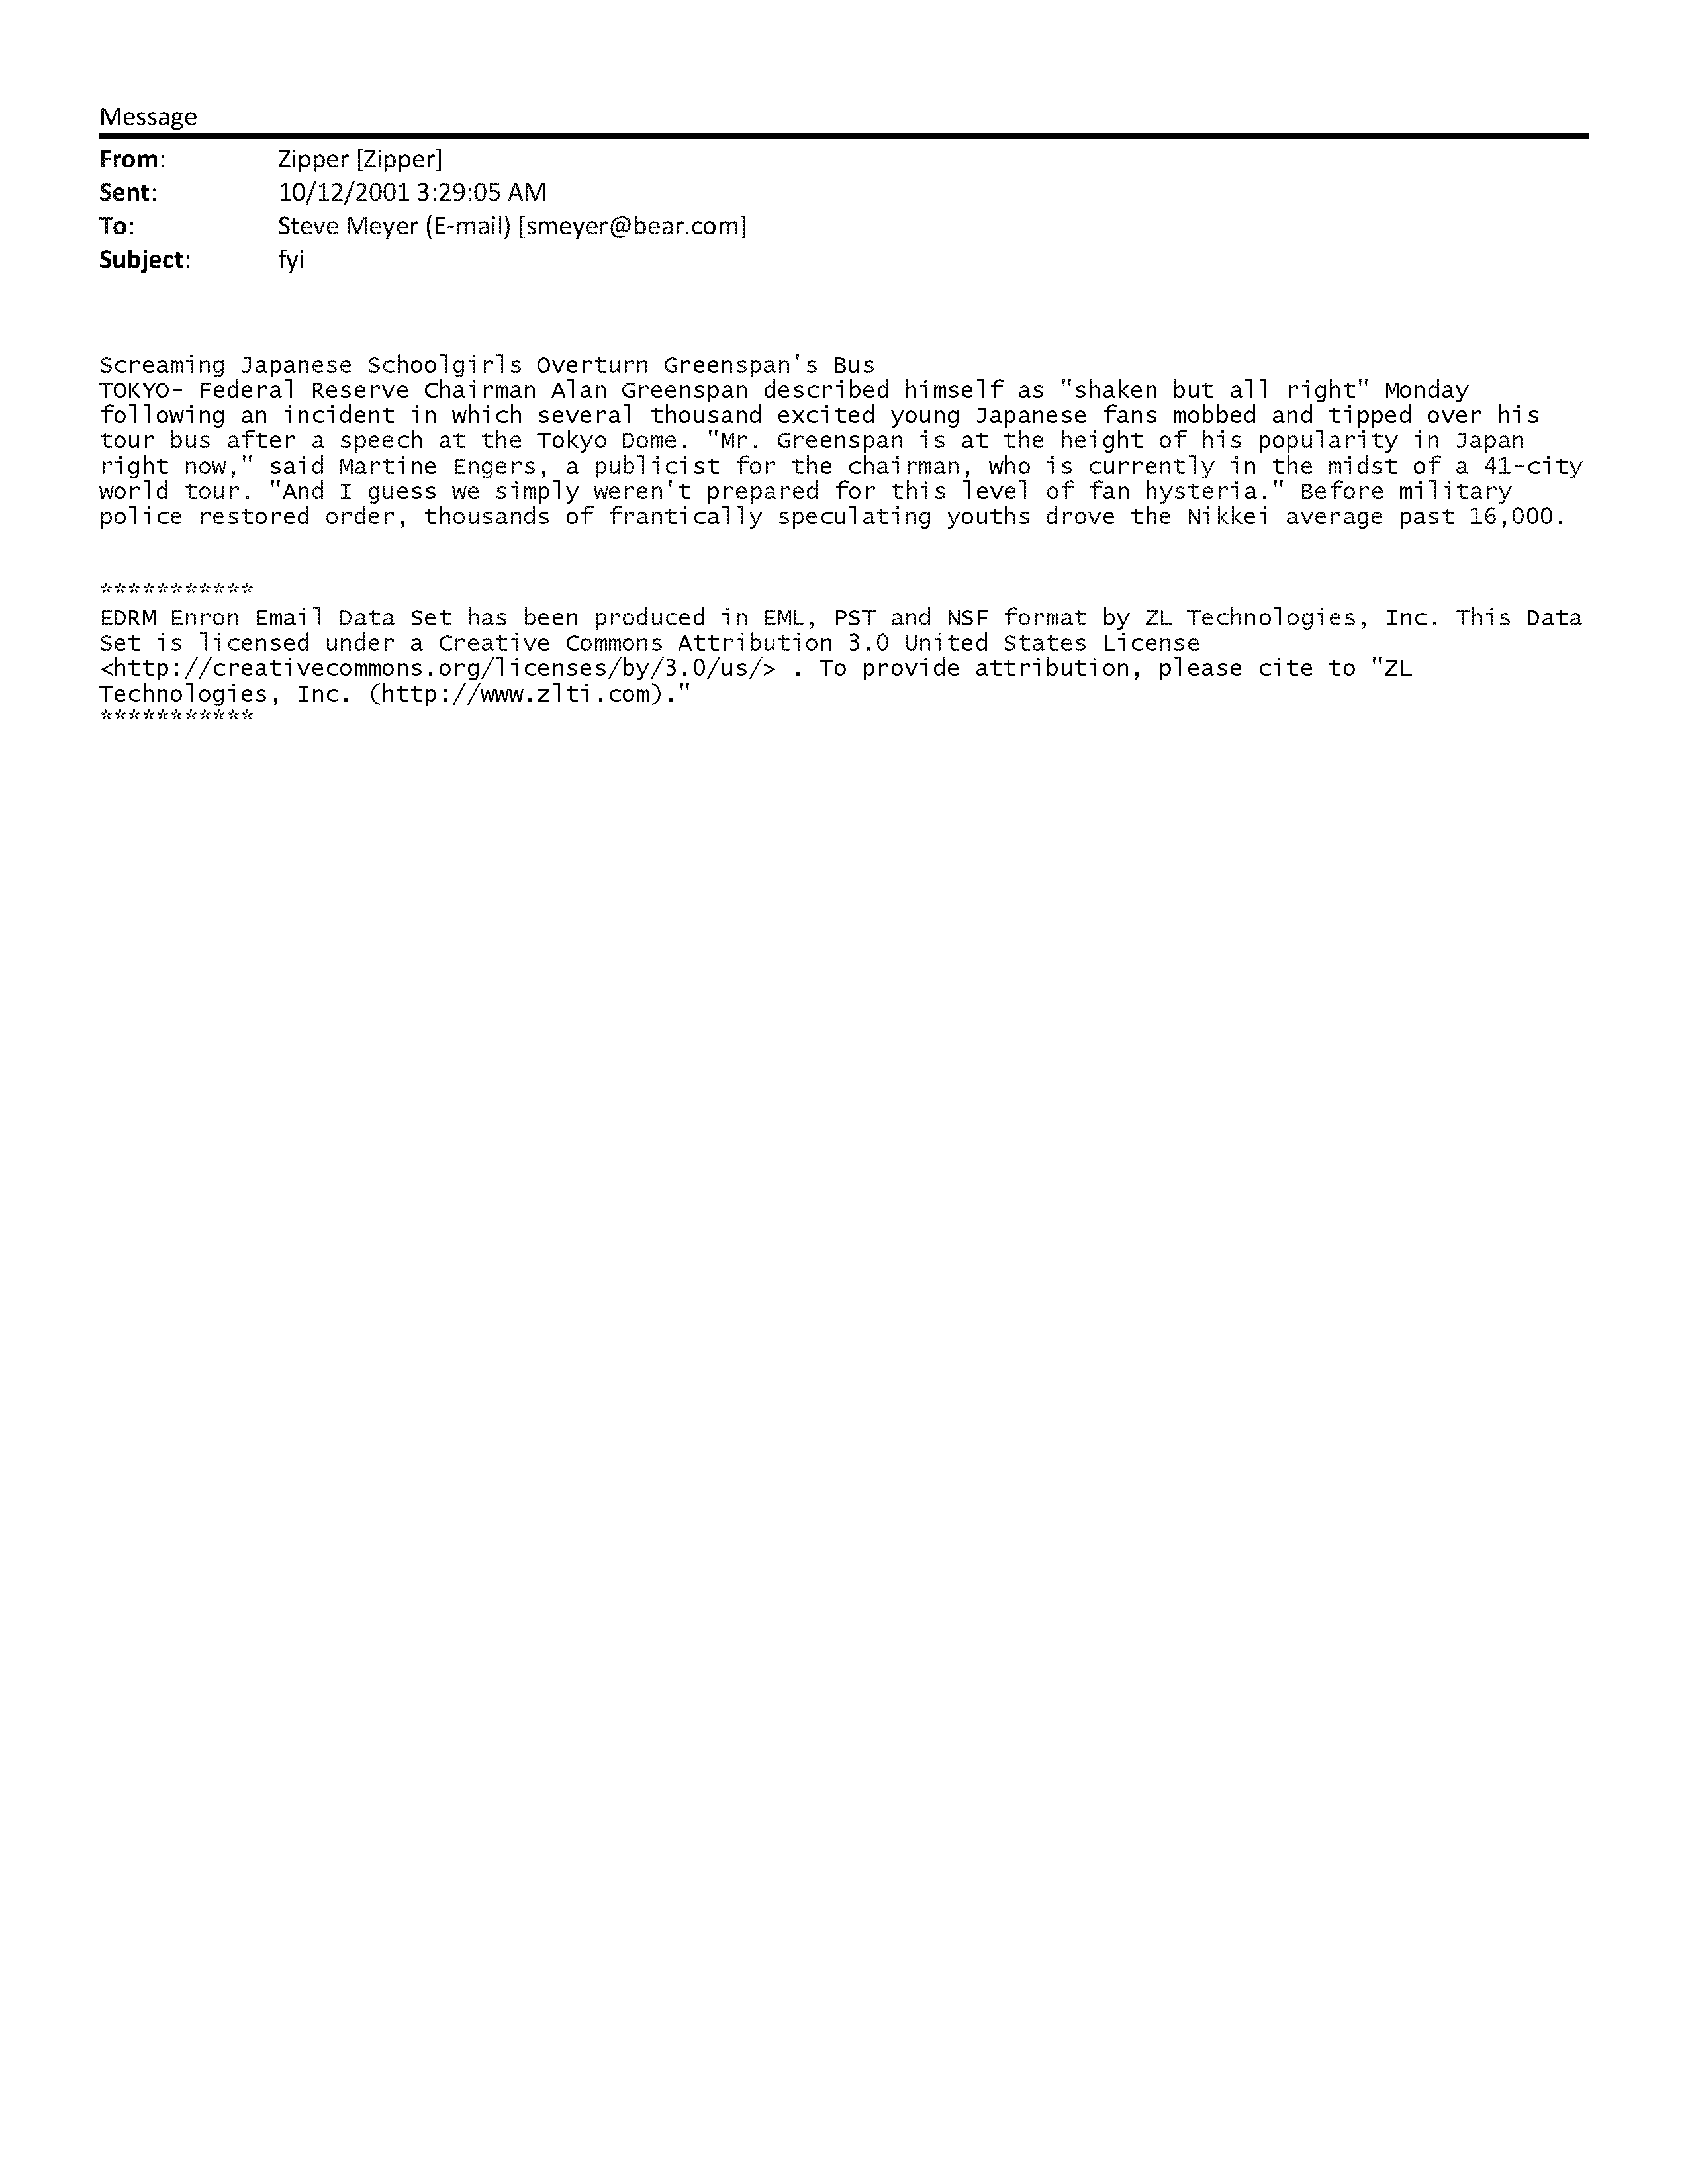 Message
From: Zipper [Zipper]
Sent: 10/12/2001 3:29:05 AM
To: Steve Meyer (E-mail) [smeyer@bear.com]
Subject: fyi
Screaming Japanese Schoolgirls Overturn Greenspan's Bus
TOKYO- Federal Reserve Chairman Alan Greenspan described himself as "shaken but all right" Monday
following an incident in which several thousand excited young Japanese fans mobbed and tipped over his
tour bus after a speech at the Tokyo Dome. "Mr. Greenspan is at the height of his popularity in Japan
right now," said Martine Engers, a publicist for the chairman, who is currently in the midst of a 41-city
world tour. "And I guess we simply weren't prepared for this level of fan hysteria." Before military
police restored order, thousands of frantically speculating youths drove the Nikkei average past 16,000.
***********
EDRM Enron Email Data Set has been produced in EML, PST and NSF format by ZL Technologies, Inc. This Data
Set is licensed under a Creative Commons Attribution 3.0 United States License
<http://creativecommons.org/licenses/by/3.0/us/> . To provide attribution, please cite to "ZL
Technologies, Inc. (http://www.zlti.com)."
***********